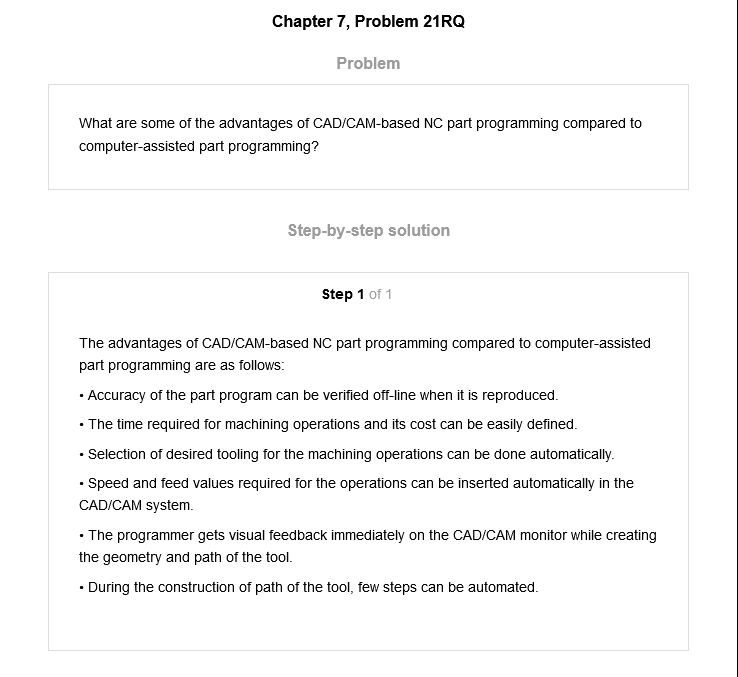 Chapter 7, Problem 21RQ
Problem
What are some of the advantages of CAD/CAM-based NC part programming compared to
computer-assisted part programming?
Step-by-step solution
Step 1 of 1
The advantages of CAD/CAM-based NC part programming compared to computer-assisted
part programming are as follows:
• Accuracy of the part program can be verified off-line when it is reproduced.
• The time required for machining operations and its cost can be easily defined.
• Selection of desired tooling for the machining operations can be done automatically.
• Speed and feed values required for the operations can be inserted automatically in the
CAD/CAM system.
• The programmer gets visual feedback immediately on the CAD/CAM monitor while creating
the geometry and path of the tool.
• During the construction of path of the tool, few steps can be automated.